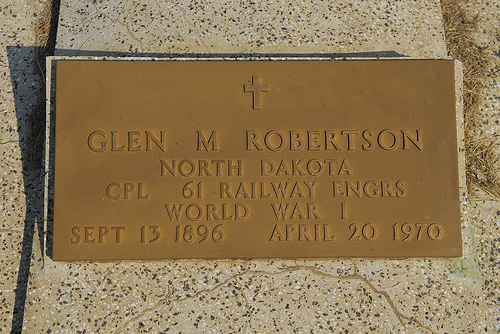 GLEN M ROBERTSON
NORTH DAKOTA
CPL 61 RAILWAY ENGRS
WORLD WAR I
SEPT 13 1896 APRIL 20 1970